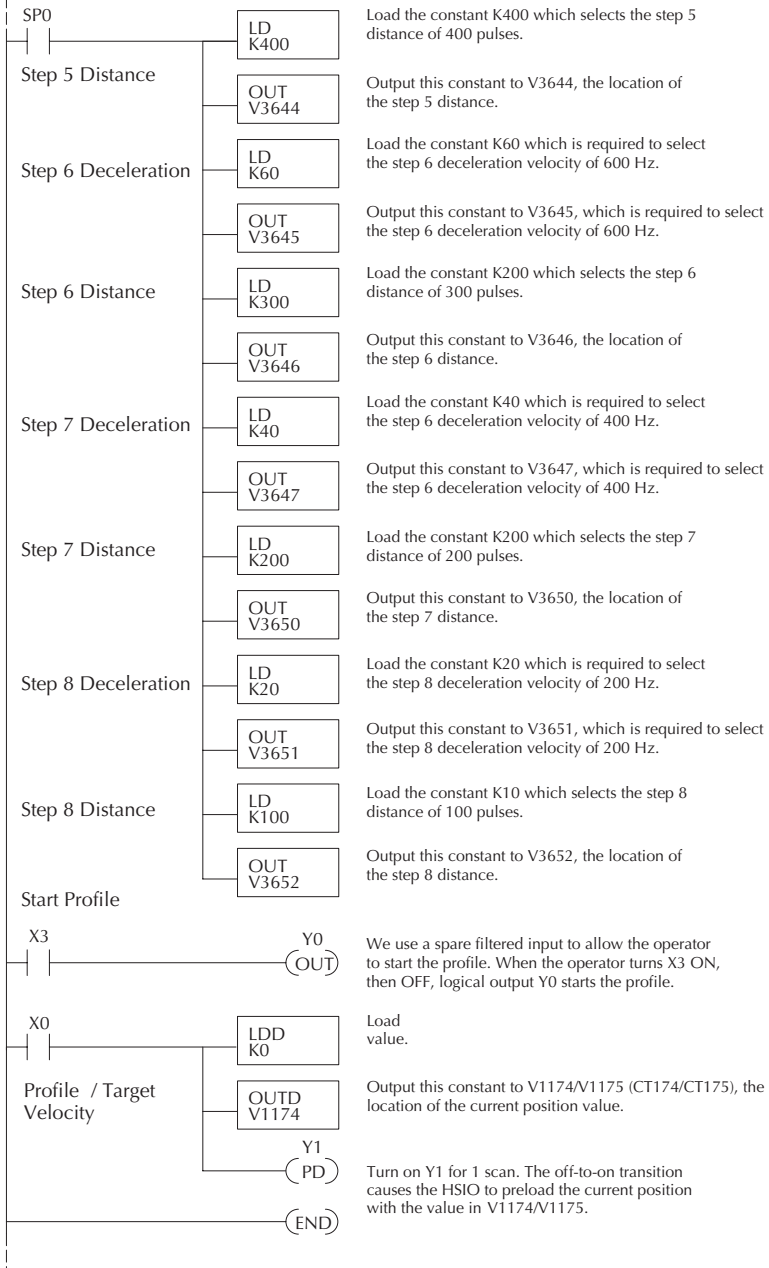 SP0
LD
K400
Load the constant K400 which selects the step 5
distance of 400 pulses.
Step 5 Distance
OUT
V3644
Output this constant to V3644, the location of
the step 5 distance.
Step 6 Deceleration
LD
K60
Load the constant K60 which is required to select
the step 6 deceleration velocity of 600 Hz.
OUT
V3645
Output this constant to V3645, which is required to select
the step 6 deceleration velocity of 600 Hz.
Step 6 Distance
LD
K300
Load the constant K200 which selects the step 6
distance of 300 pulses.
OUT
V3646
Output this constant to V3646, the location of
the step 6 distance.
Step 7 Deceleration
LD
K40
Load the constant K40 which is required to select
the step 6 deceleration velocity of 400 Hz.
OUT
V3647
Output this constant to V3647, which is required to select
the step 6 deceleration velocity of 400 Hz.
Step 7 Distance
LD
K200
Load the constant K200 which selects the step 7
distance of 200 pulses.
OUT
V3650
Output this constant to V3650, the location of
the step 7 distance.
Step 8 Deceleration
LD
K20
Load the constant K20 which is required to select
the step 8 deceleration velocity of 200 Hz.
OUT
V3651
Output this constant to V3651, which is required to select
the step 8 deceleration velocity of 200 Hz.
Step 8 Distance
LD
K100
Load the constant K10 which selects the step 8
distance of 100 pulses.
OUT
V3652
Output this constant to V3652, the location of
the step 8 distance.
Start Profile
X3
Y0
OUT
We use a spare filtered input to allow the operator
to start the profile. When the operator turns X3 ON,
then OFF, logical output Y0 starts the profile.
X0
LDD
K0
Load
value.
Profile / Target
Velocity
OUTD
V1174
Output this constant to V1174/V1175 (CT174/CT175), the
location of the current position value.
Y1
PD
Turn on Y1 for 1 scan. The off-to-on transition
causes the HSIO to preload the current position
with the value in V1174/V1175.
END